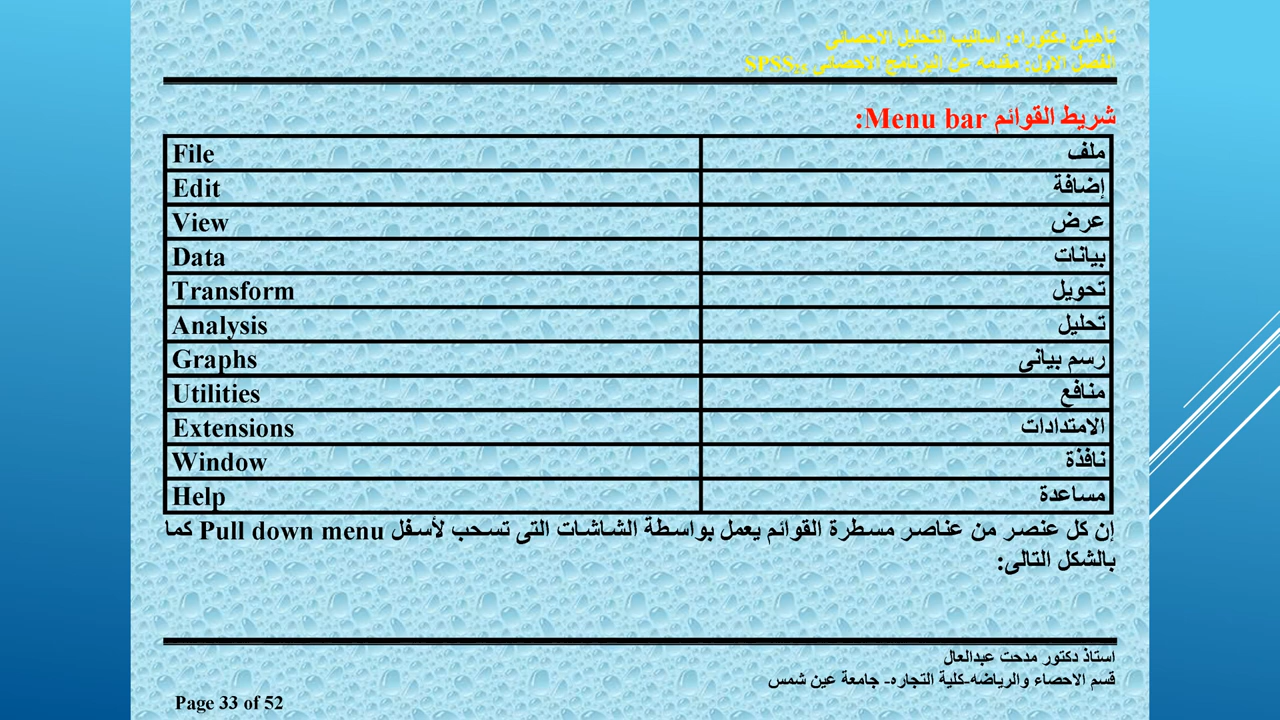 تأهيلى دكتوراه: اساليب التحليل الاحصائى
الفصل الاول: مقدمه عن البرنامج الاحصائى SPSS
شريط القوائم Menu bar:
File ملف
Edit إضافة
View عرض
Data بيانات
Transform تحويل
Analysis تحليل
Graphs رسم بيانى
Utilities منافع
Extensions الامتدادات
Window نافذة
Help مساعدة
إن كل عنصر من عناصر مسطرة القوائم يعمل بواسطة الشاشات التى تسحب لأسفل Pull down menu كما
بالشكل التالى:
استاذ دكتور مدحت عبدالعال
قسم الاحصاء والرياضه-كلية التجاره- جامعة عين شمس
Page 33 of 52